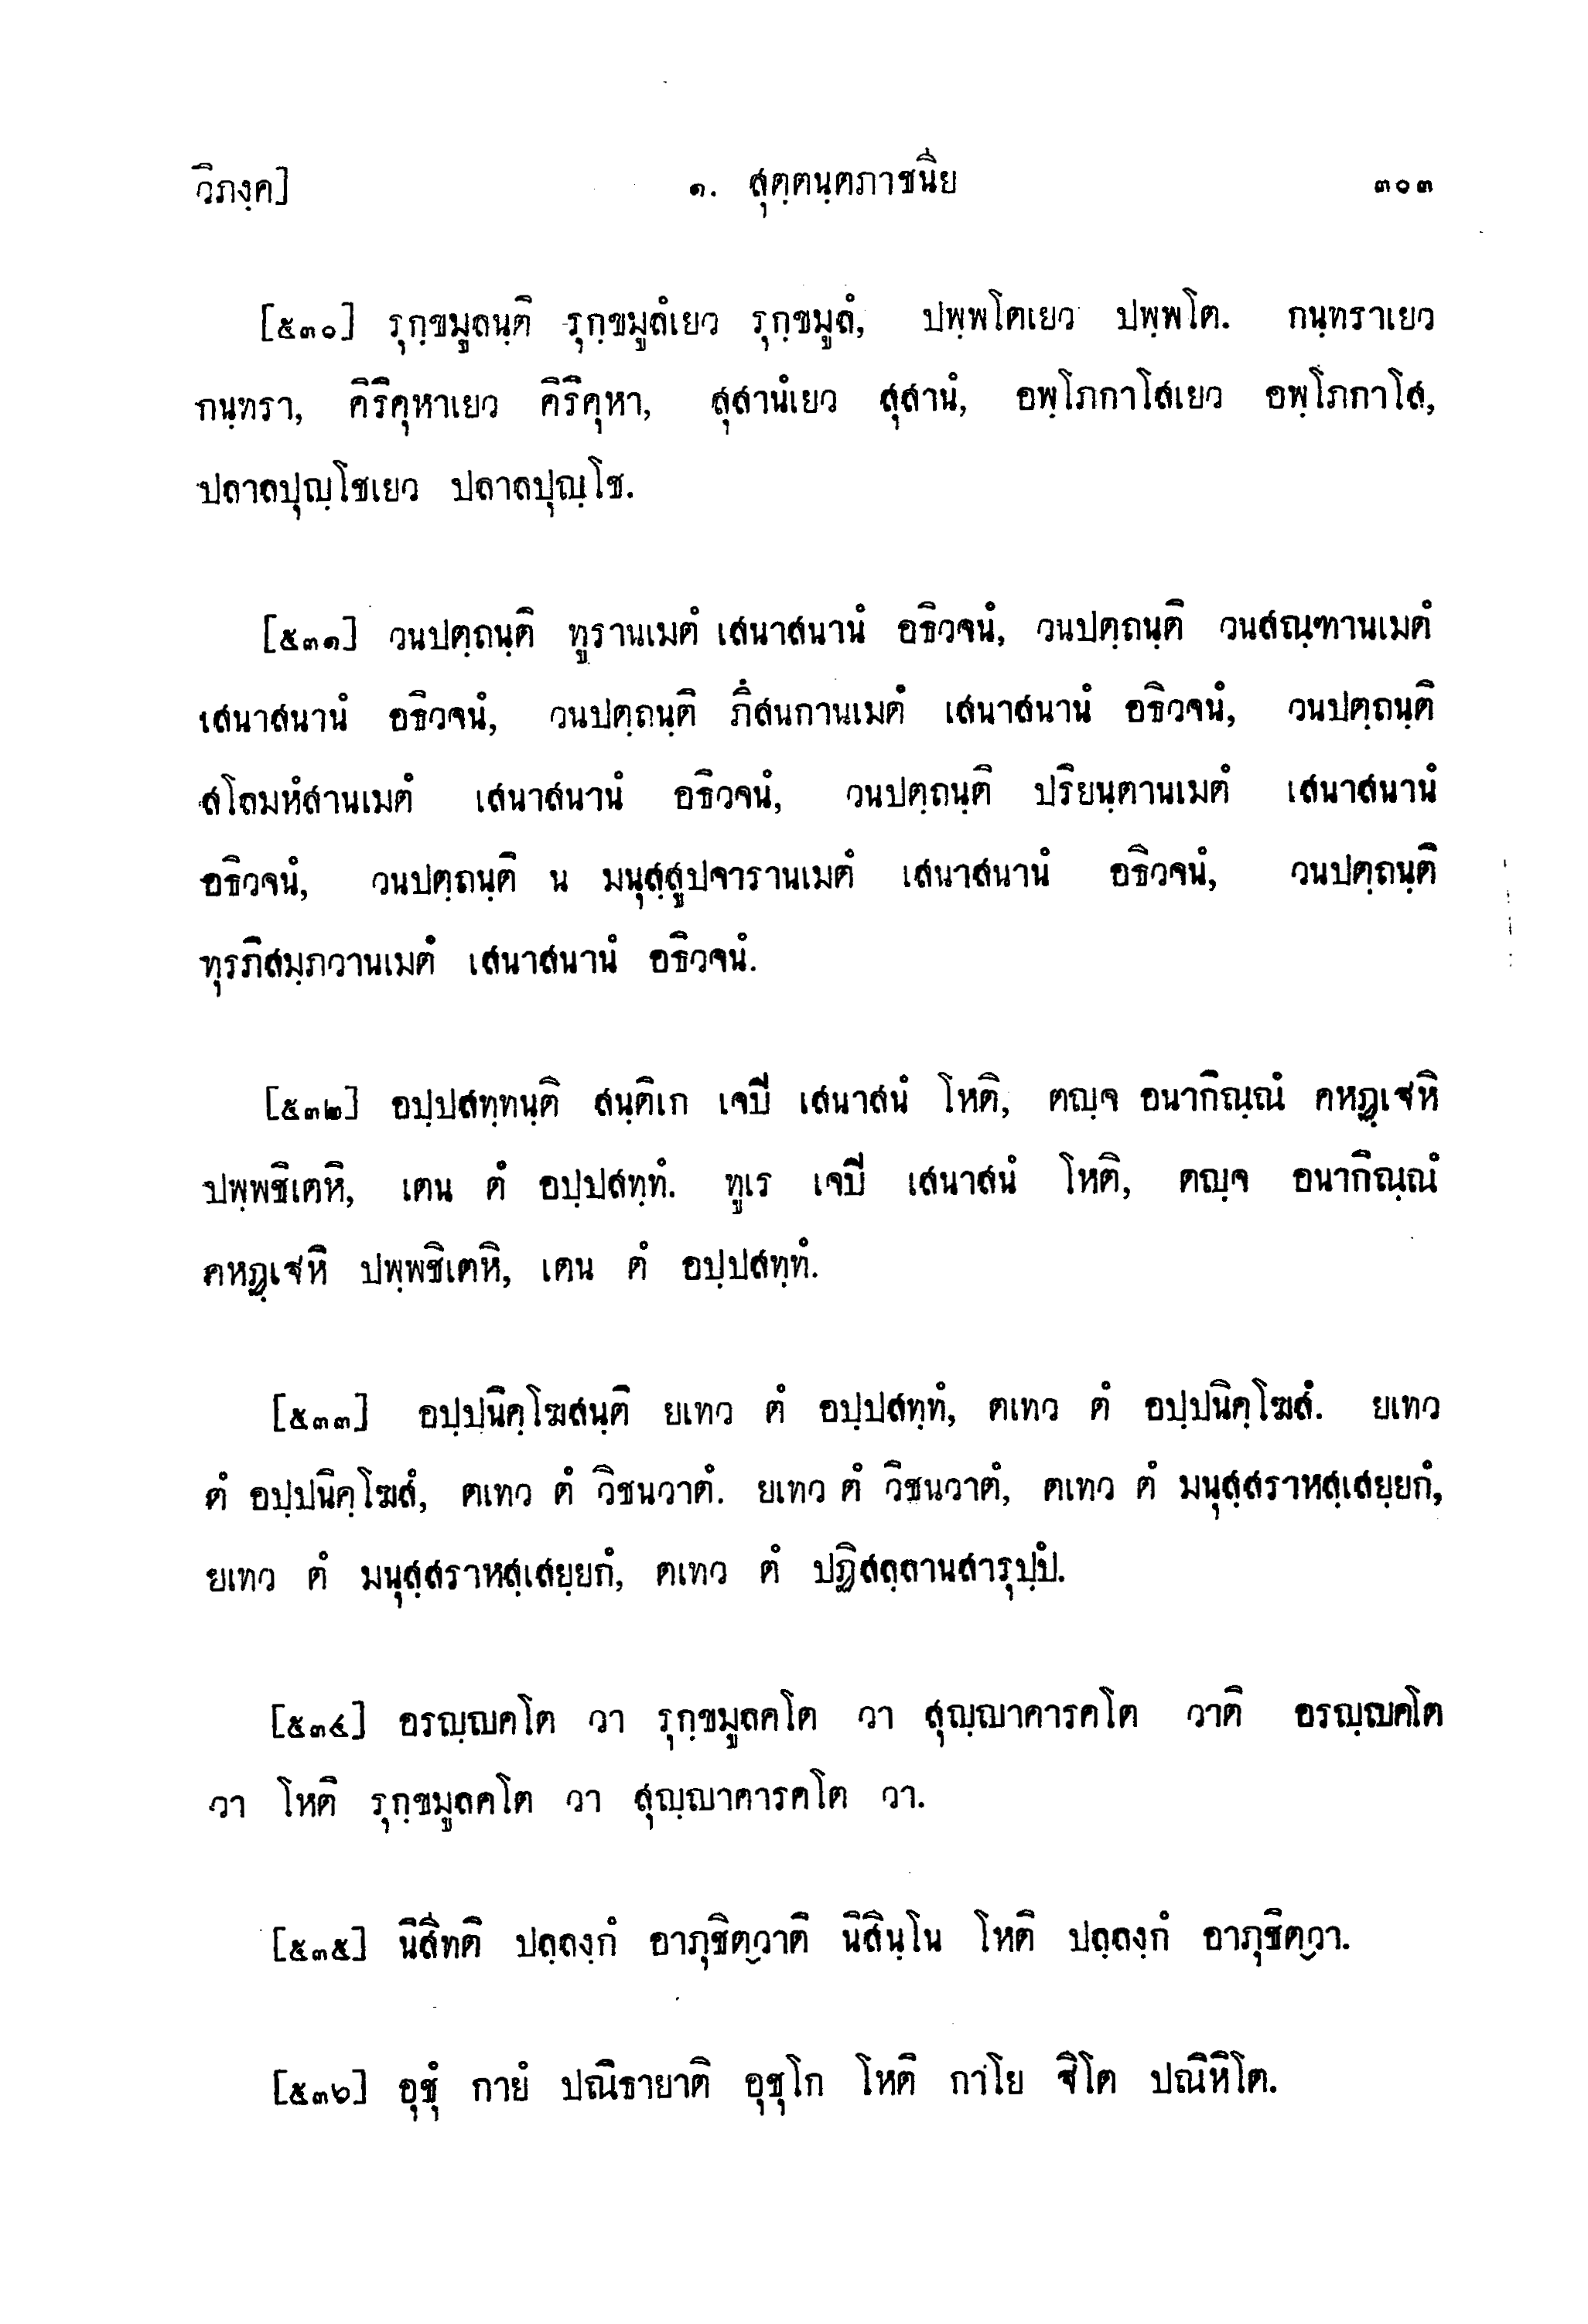 วิภงฺค]
๑. สุตฺตนฺตภาชนีย
๓๐๓
[๕๓๐] รุกฺขมูลนฺติ รุกฺขมูลํเยว รุกฺขมูลํ, ปพฺพโตเยว ปพฺพโต. กนฺทราเยว
กนฺทรา, คิริคุหาเยว คิริคุหา, สุสานํเยว สุสานํ, อพฺโภกาโสเยว อพฺโภกาโส,
ปลาลปุญฺโชเยว ปลาลปุญฺโช.
[๕๓๑] วนปตฺถนฺติ ทูรานเมตํ เสนาสนานํ อธิวจนํ, วนปตฺถนฺติ วนสณฺฑานเมตํ
เสนาสนานํ อธิวจนํ, วนปตฺถนฺติ ภึสนกานเมตํ เสนาสนานํ อธิวจนํ, วนปตฺถนฺติ
สโลมหํสานเมตํ เสนาสนานํ อธิวจนํ, วนปตฺถนฺติ ปริยนฺตานเมตํ เสนาสนานํ
อธิวจนํ, วนปตฺถนฺติ น มนุสฺสูปจารานเมตํ เสนาสนานํ อธิวจนํ, วนปตฺถนฺติ
ทุรภิสมฺภวานเมตํ เสนาสนานํ อธิวจนํ.
[๕๓๒] อปฺปสทฺทนฺติ สนฺติเก เจปี เสนาสนํ โหติ, ตญฺจ อนากิณฺณํ คหฏฺเฐหิ
ปพฺพชิเตหิ, เตน ตํ อปฺปสทฺทํ. ทูเร เจปี เสนาสนํ โหติ, ตญฺจ อนากิณฺณํ
คหฏฺเฐหิ ปพฺพชิเตหิ, เตน ตํ อปฺปสทฺทํ.
[๕๓๓] อปฺปนิคฺโฆสนฺติ ยเทว ตํ อปฺปสทฺทํ, ตเทว ตํ อปฺปนิคฺโฆสํ. ยเทว
ตํ อปฺปนิคฺโฆสํ, ตเทว ตํ วิชนวาตํ. ยเทว ตํ วิชนวาตํ, ตเทว ตํ มนุสฺสราหสฺเสยฺยกํ,
ยเทว ตํ มนุสฺสราหสฺเสยฺยกํ, ตเทว ตํ ปฏิสลฺลานสารุปฺปํ.
[๕๓๔] อรญฺญคโต วา รุกฺขมูลคโต วา สุญฺญาคารคโต วาติ อรญฺญคโต
วา โหติ รุกฺขมูลคโต วา สุญฺญาคารคโต วา.
[๕๓๕] นิสีทติ ปลฺลงฺกํ อาภุชิตฺวาติ นิสินฺโน โหติ ปลฺลงฺกํ อาภุชิตฺวา.
[๕๓๖] อุชุํ กายํ ปณิธายาติ อุชุโก โหติ กาโย ฐิโต ปณิหิโต.